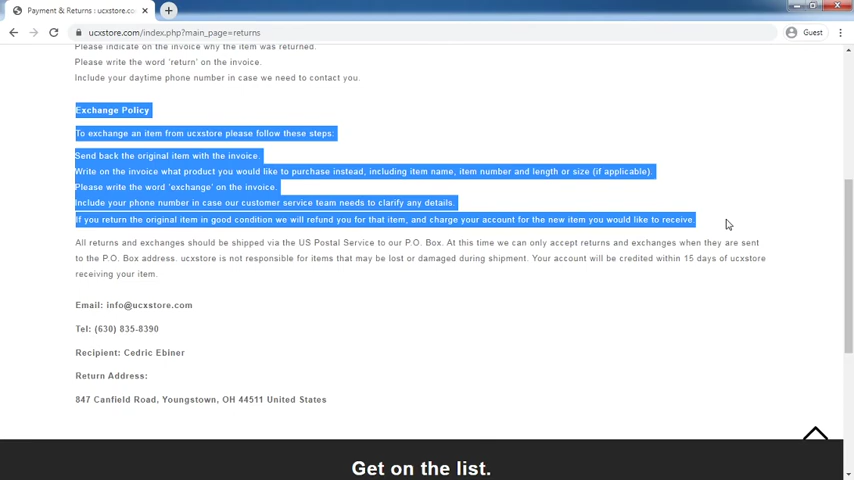 Payment & Returns : ucxstore.co
ucxstore.com/index.php?main_page=returns
Guest
Please indicate on the invoice why the item was returned.
Please write the word 'return' on the invoice.
Include your daytime phone number in case we need to contact you.
Exchange Policy
To exchange an item from ucxstore please follow these steps:
Send back the original item with the invoice.
Write on the invoice what product you would like to purchase instead, including item name, item number and length or size (if applicable).
Please write the word 'exchange' on the invoice.
Include your phone number in case our customer service team needs to clarify any details.
If you return the original item in good condition we will refund you for that item, and charge your account for the new item you would like to receive.
All returns and exchanges should be shipped via the US Postal Service to our P.O. Box. At this time we can only accept returns and exchanges when they are sent
to the P.O. Box address. ucxstore is not responsible for items that may be lost or damaged during shipment. Your account will be credited within 15 days of ucxstore
receiving your item.
Email: info@ucxstore.com
Tel: (630) 835-8390
Recipient: Cedric Ebiner
Return Address:
847 Canfield Road, Youngstown, OH 44511 United States
Get on the list.